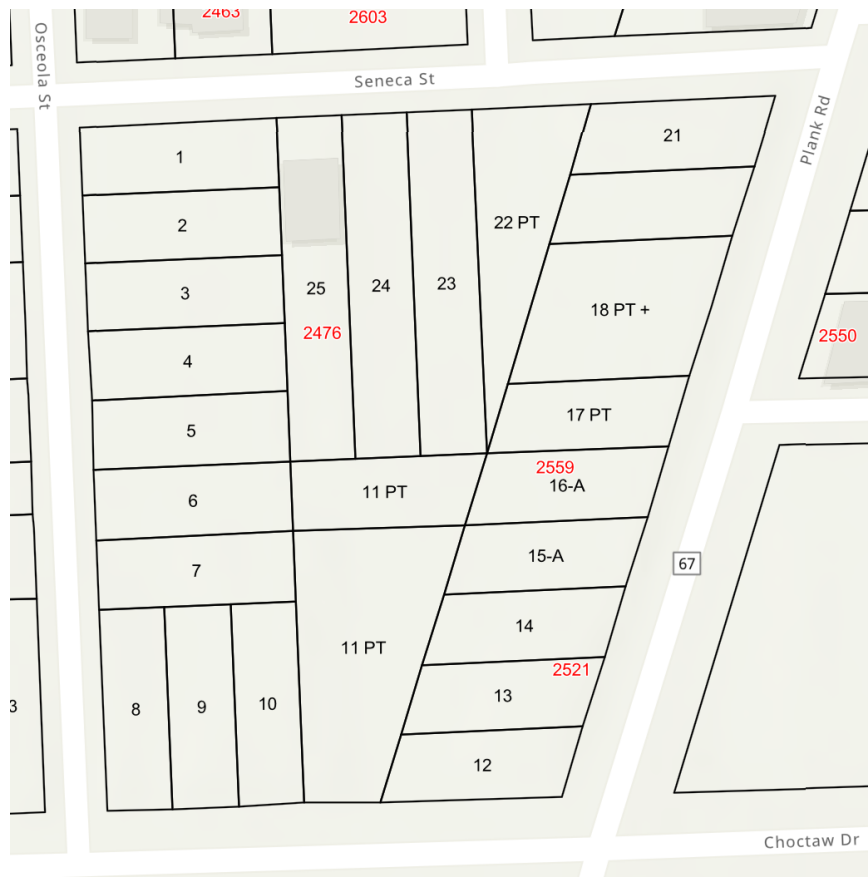 2463
2603
Osceola St
Seneca St
Plank Rd
1
21
2
22 PT
3
25
24
23
18 PT +
2476
2550
4
5
17 PT
2559
16-A
6
11 PT
7
15-A
67
14
11 PT
2521
13
3
8
9
10
12
Choctaw Dr